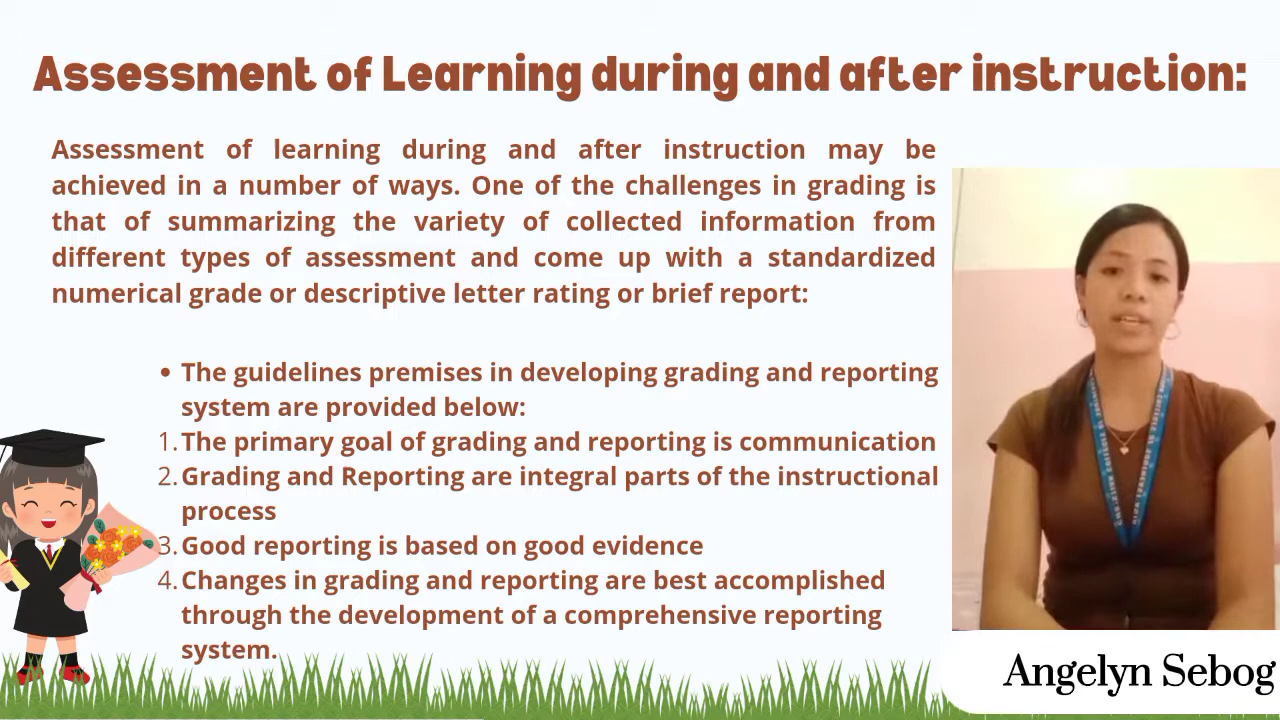 Assessment of Learning during and after instruction:
Assessment of learning during and after instruction may be
achieved in a number of ways. One of the challenges in grading is
that of summarizing the variety of collected information from
different types of assessment and come up with a standardized
numerical grade or descriptive letter rating or brief report:
• The guidelines premises in developing grading and reporting
system are provided below:
1. The primary goal of grading and reporting is communication
2. Grading and Reporting are integral parts of the instructional
process
3. Good reporting is based on good evidence
4. Changes in grading and reporting are best accomplished
through the development of a comprehensive reporting
system.
Angelyn Sebog